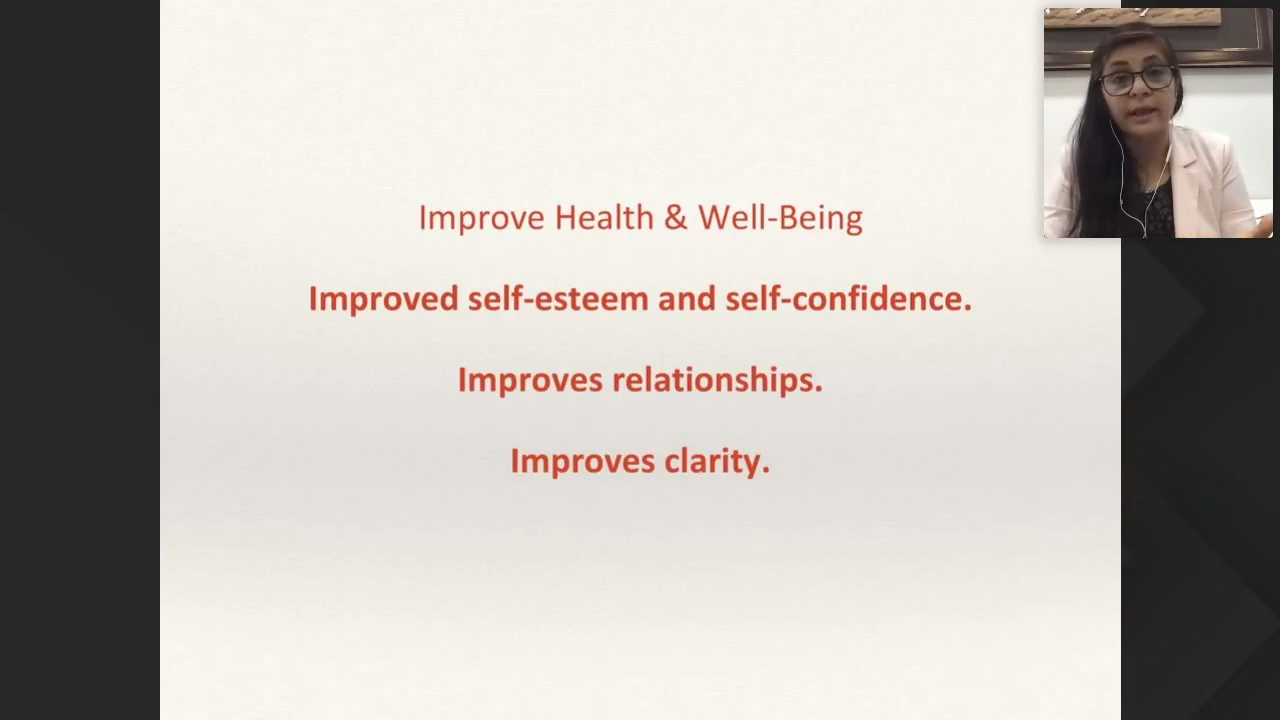 Improve Health & Well-Being
Improved self-esteem and self-confidence.
Improves relationships.
Improves clarity.